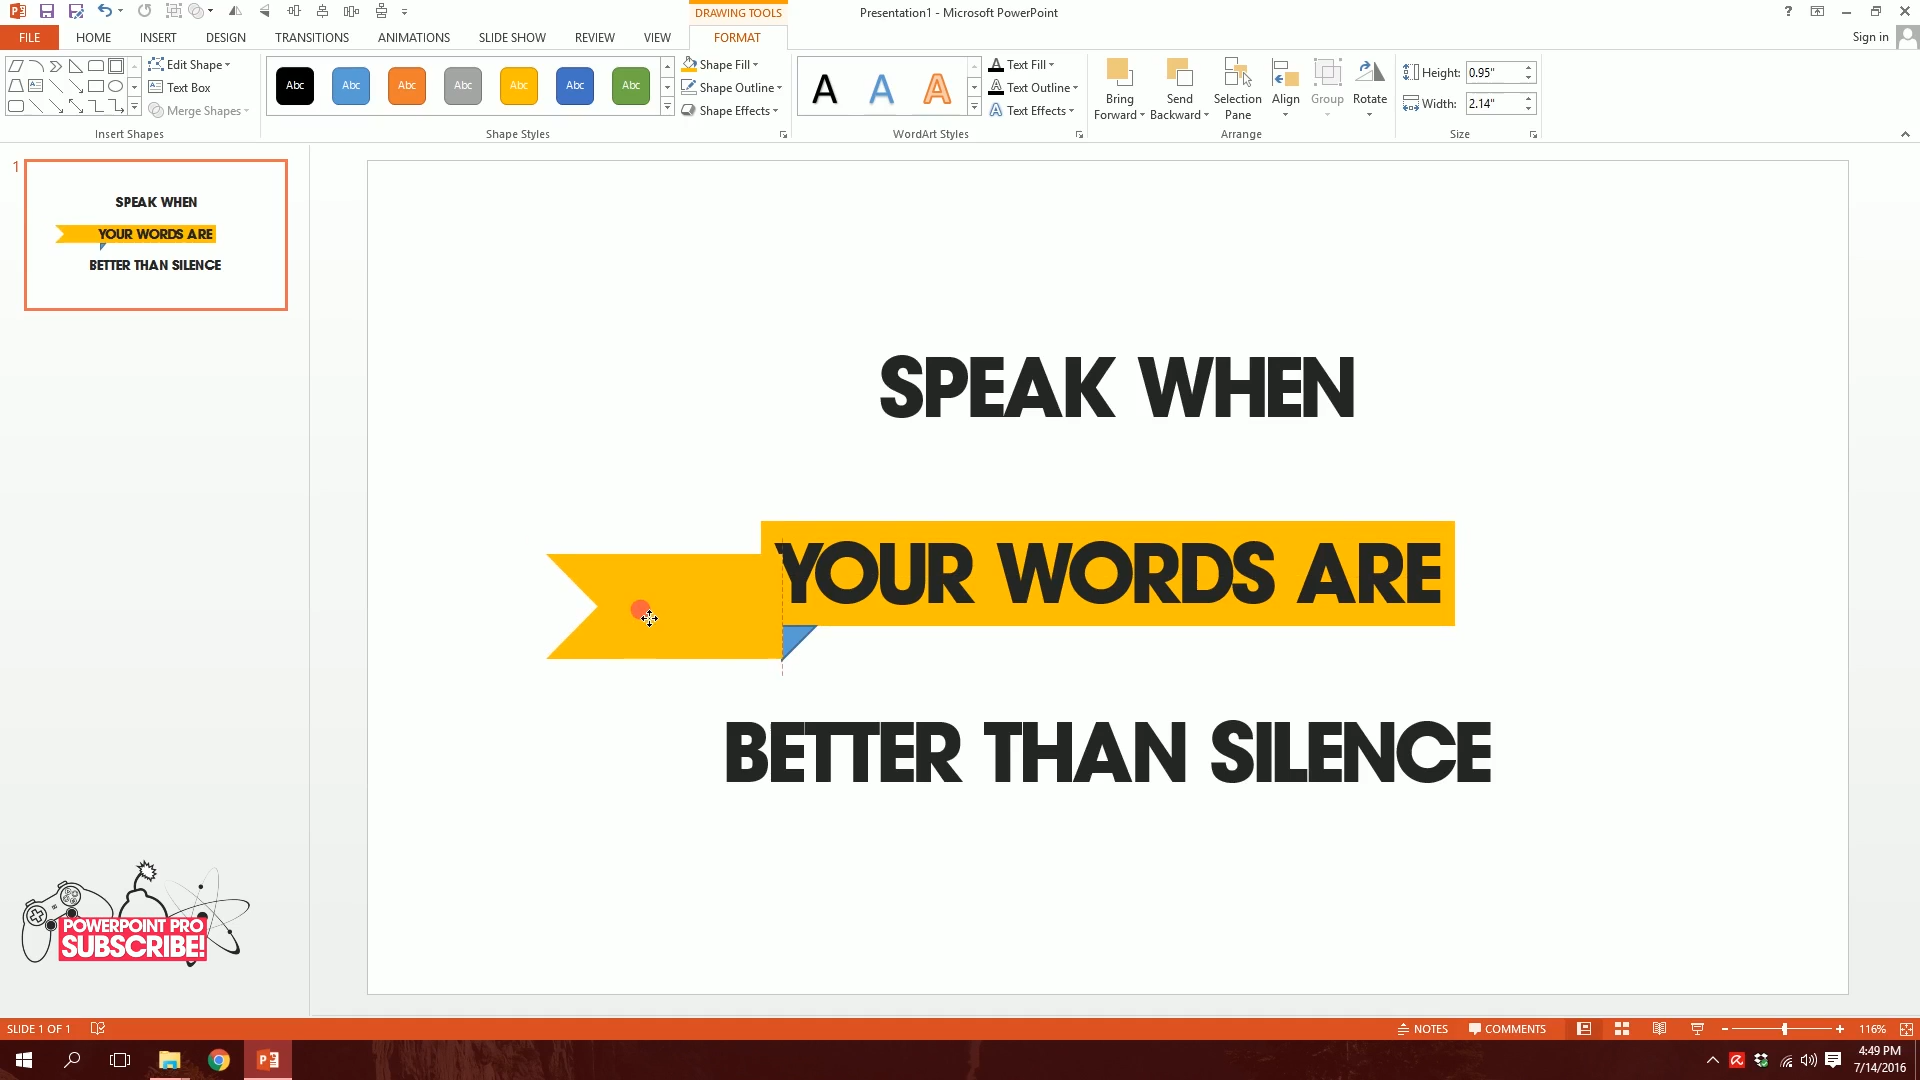 DRAWING TOOLS
Presentation1 - Microsoft PowerPoint
?
FILE HOME INSERT DESIGN TRANSITIONS ANIMATIONS SLIDE SHOW REVIEW VIEW FORMAT Sign in
Edit Shape
Text Box
Merge Shapes
Insert Shapes
Abc Abc Abc Abc Abc Abc Abc
Shape Fill
Shape Outline
Shape Effects
Shape Styles
A A A
Text Fill
Text Outline
Text Effects
WordArt Styles
Bring Forward
Send Backward
Selection Pane
Align
Group
Rotate
Arrange
Height: 0.95"
Width: 2.14"
Size
1
SPEAK WHEN
YOUR WORDS ARE
BETTER THAN SILENCE
SPEAK WHEN
YOUR WORDS ARE
BETTER THAN SILENCE
POWERPOINT PRO
SUBSCRIBE!
SLIDE 1 OF 1 NOTES COMMENTS 116%
4:49 PM
7/14/2016